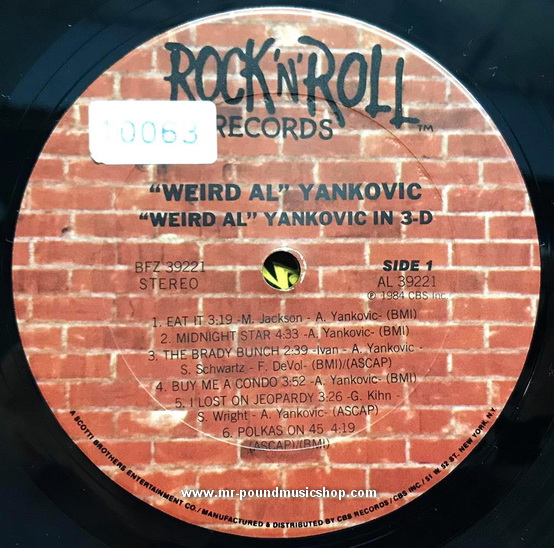 ROCK 'N' ROLL
RECORDS TM
10063
"WEIRD AL" YANKOVIC
"WEIRD AL" YANKOVIC IN 3-D
BFZ 39221
STEREO
SIDE 1
AL 39221
℗ 1984 CBS Inc.
1. EAT IT 3:19 -M. Jackson - A. Yankovic- (BMI)
2. MIDNIGHT STAR 4:33 -A. Yankovic- (BMI)
3. THE BRADY BUNCH 2:39 -Ivan - A. Yankovic -
S. Schwartz - F. DeVol- (BMI)/(ASCAP)
4. BUY ME A CONDO 3:52 -A. Yankovic- (BMI)
5. I LOST ON JEOPARDY 3:26 -G. Kihn -
S. Wright - A. Yankovic- (ASCAP)
6. POLKAS ON 45 4:19
(ASCAP)/(BMI)
A SCOTTI BROTHERS ENTERTAINMENT CO./MANUFACTURED & DISTRIBUTED BY CBS RECORDS/CBS INC./51 W. 52 ST. NEW YORK, N.Y.
www.mr-poundmusicshop.com